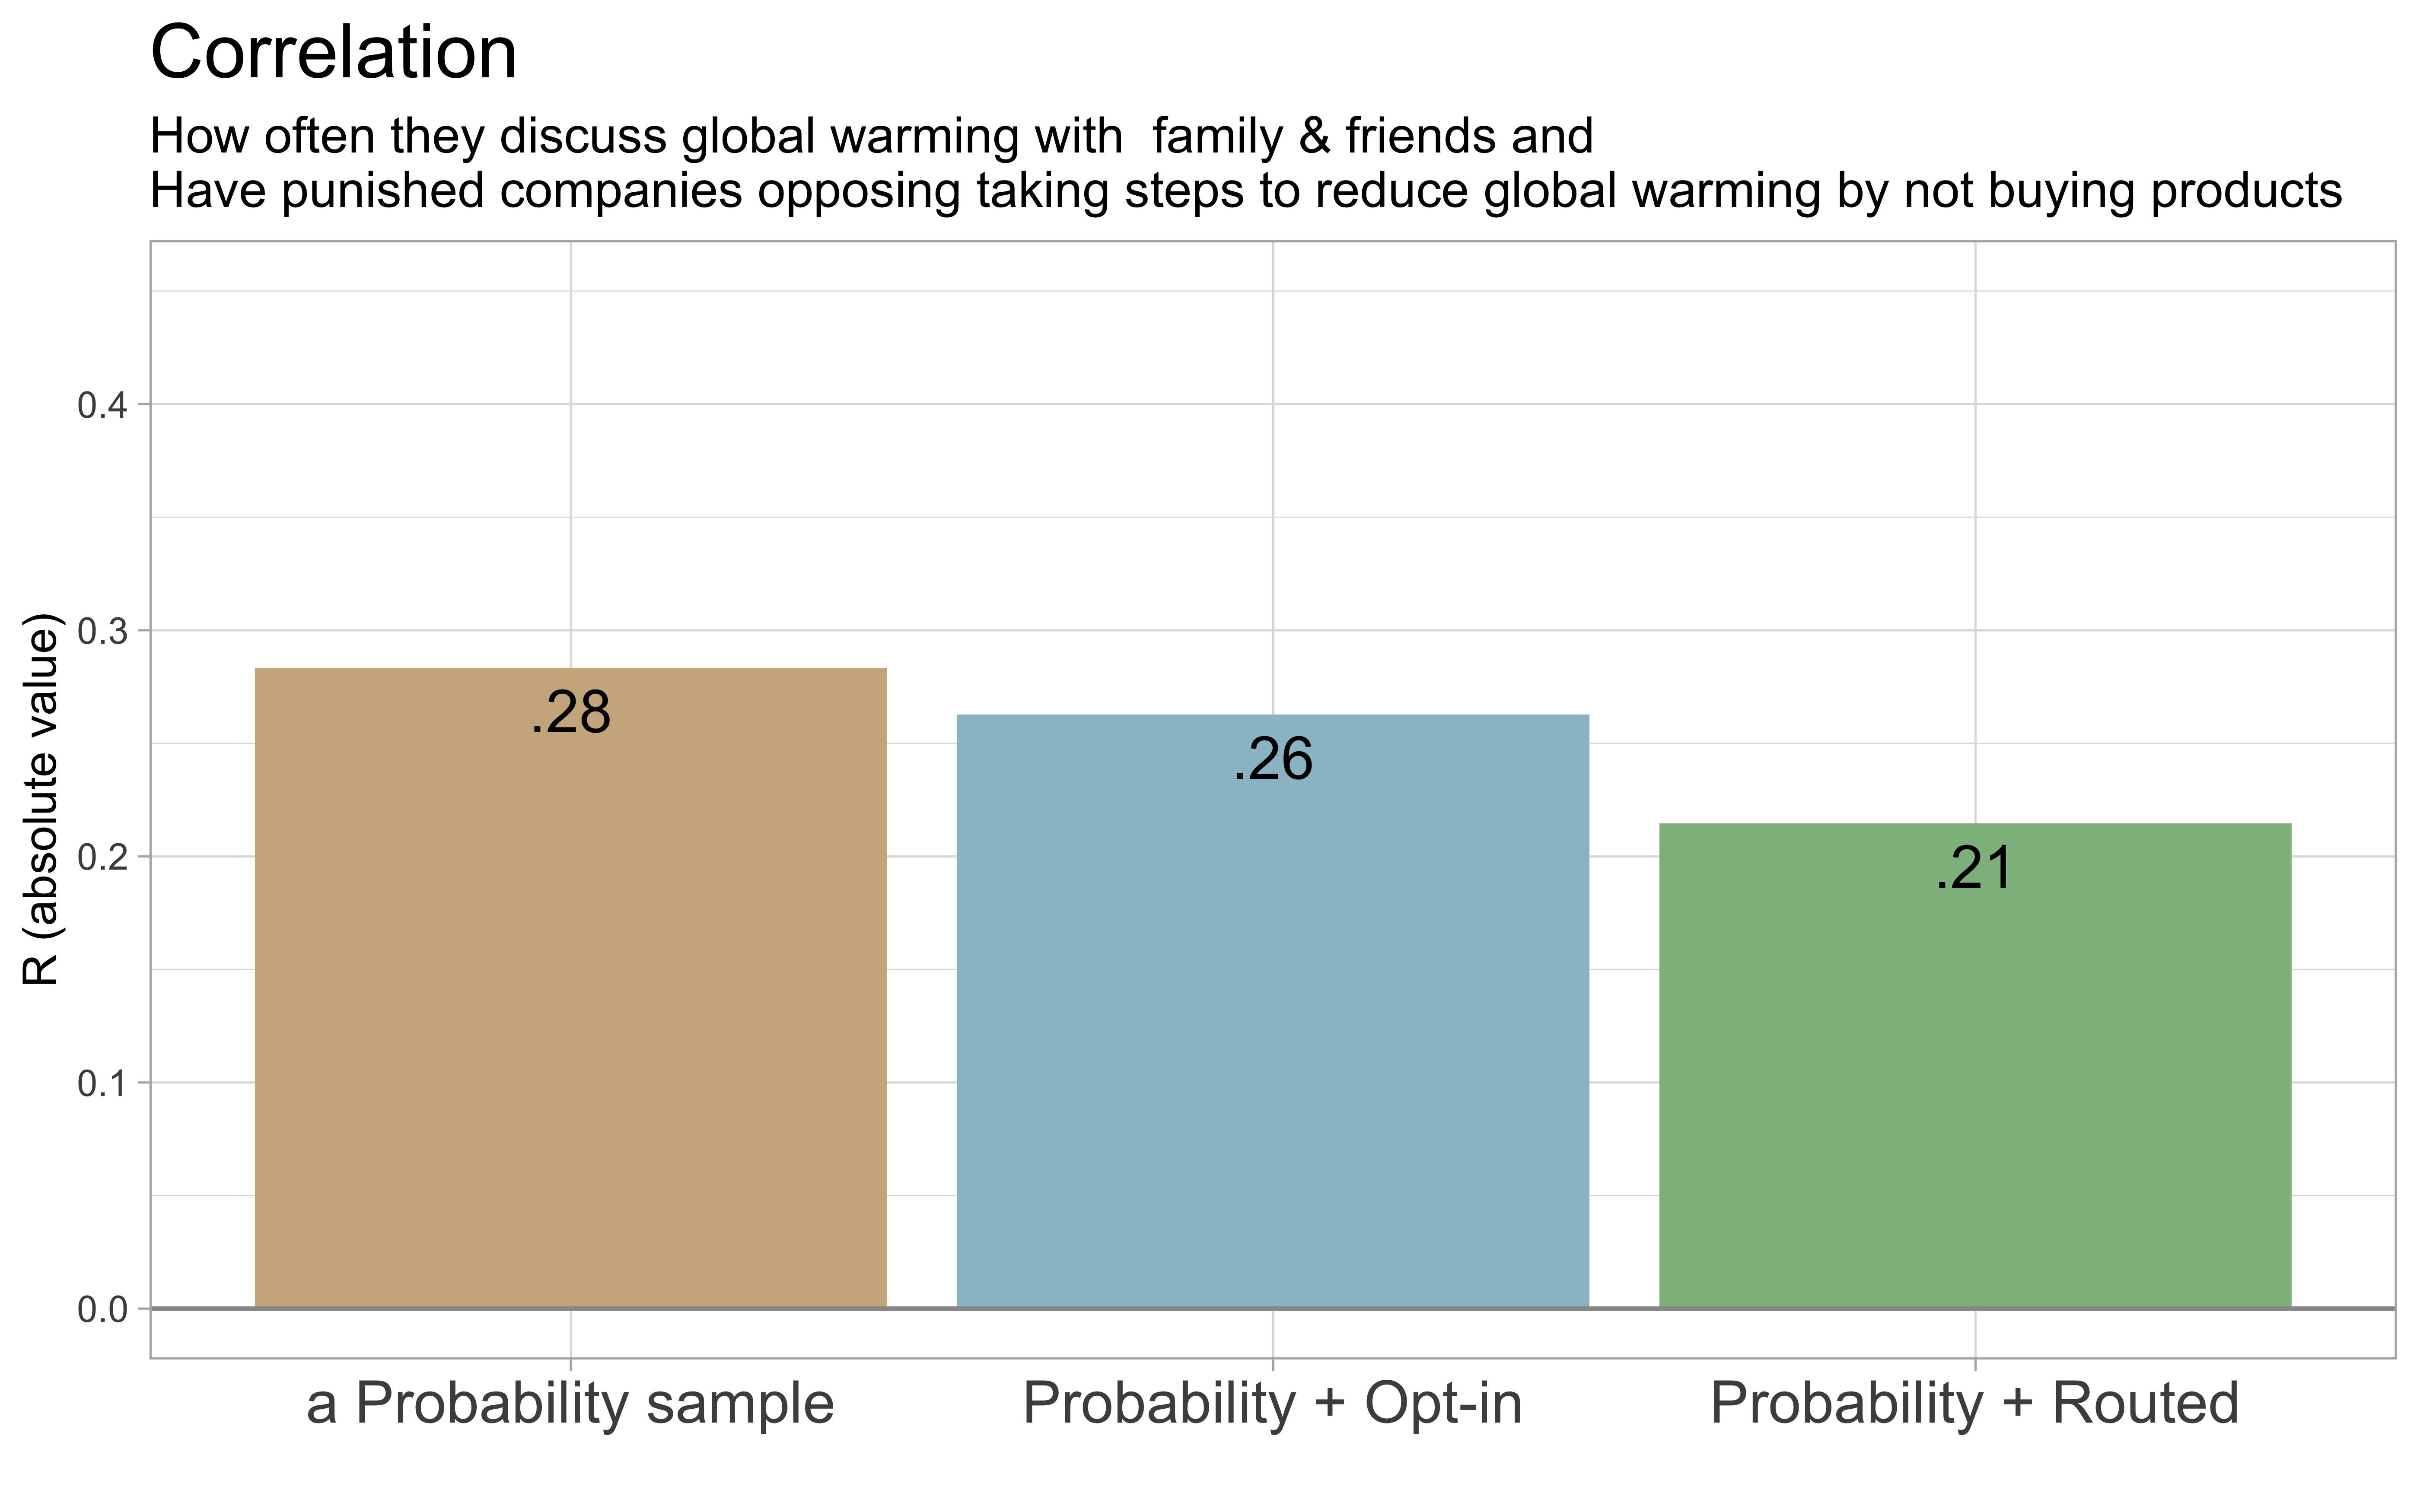 Correlation
How often they discuss global warming with  family & friends and
Have punished companies opposing taking steps to reduce global warming by not buying products
R (absolute value)
0.4
0.3
0.2
0.1
0.0
.28
.26
.21
a Probability sample
Probability + Opt-in
Probability + Routed